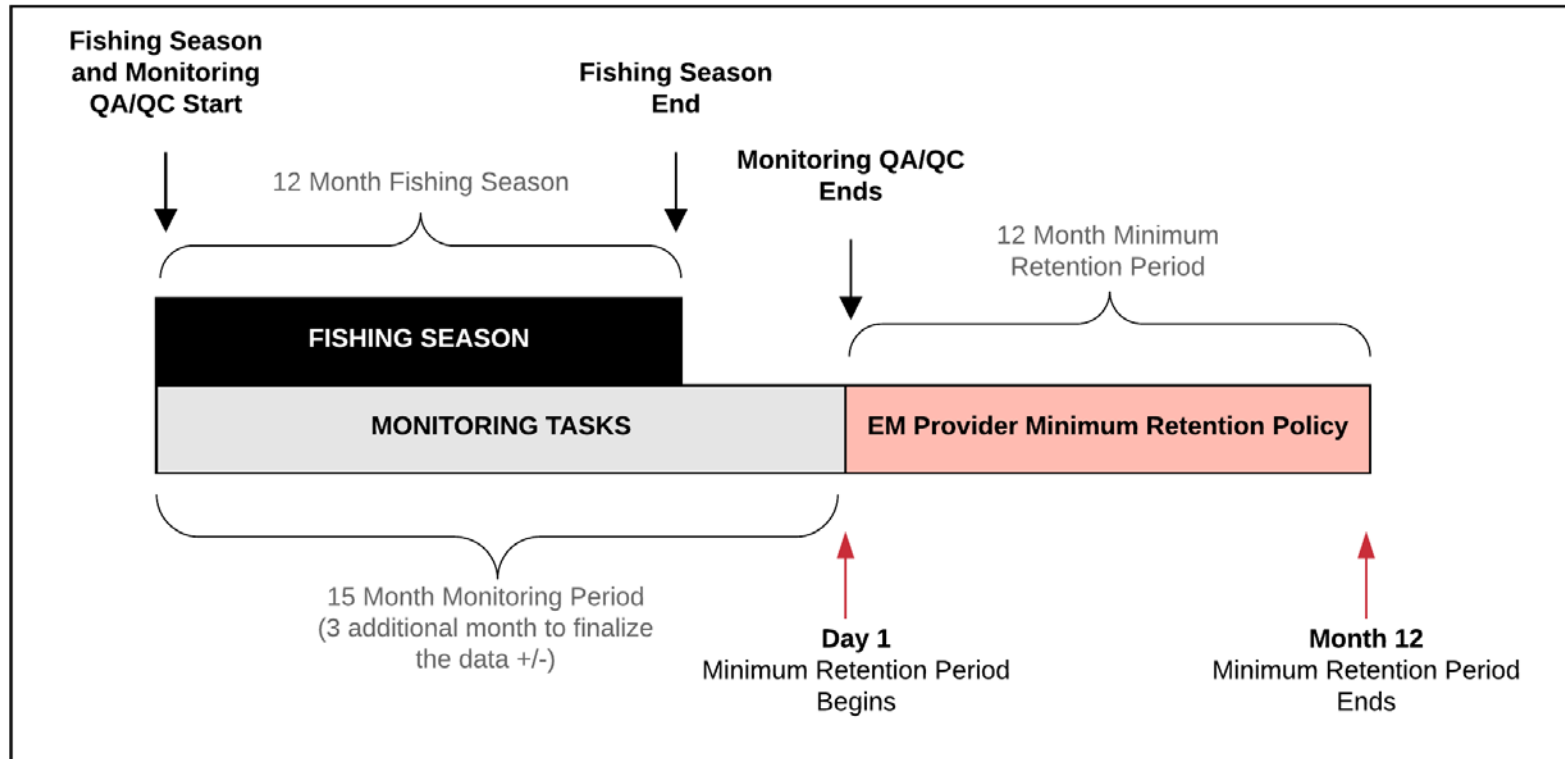 Fishing Season
and Monitoring
QA/QC Start
Fishing Season
End
Monitoring QA/QC
Ends
12 Month Fishing Season
12 Month Minimum
Retention Period
FISHING SEASON
MONITORING TASKS
EM Provider Minimum Retention Policy
15 Month Monitoring Period
(3 additional month to finalize
the data +/-)
Day 1
Minimum Retention Period
Begins
Month 12
Minimum Retention Period
Ends